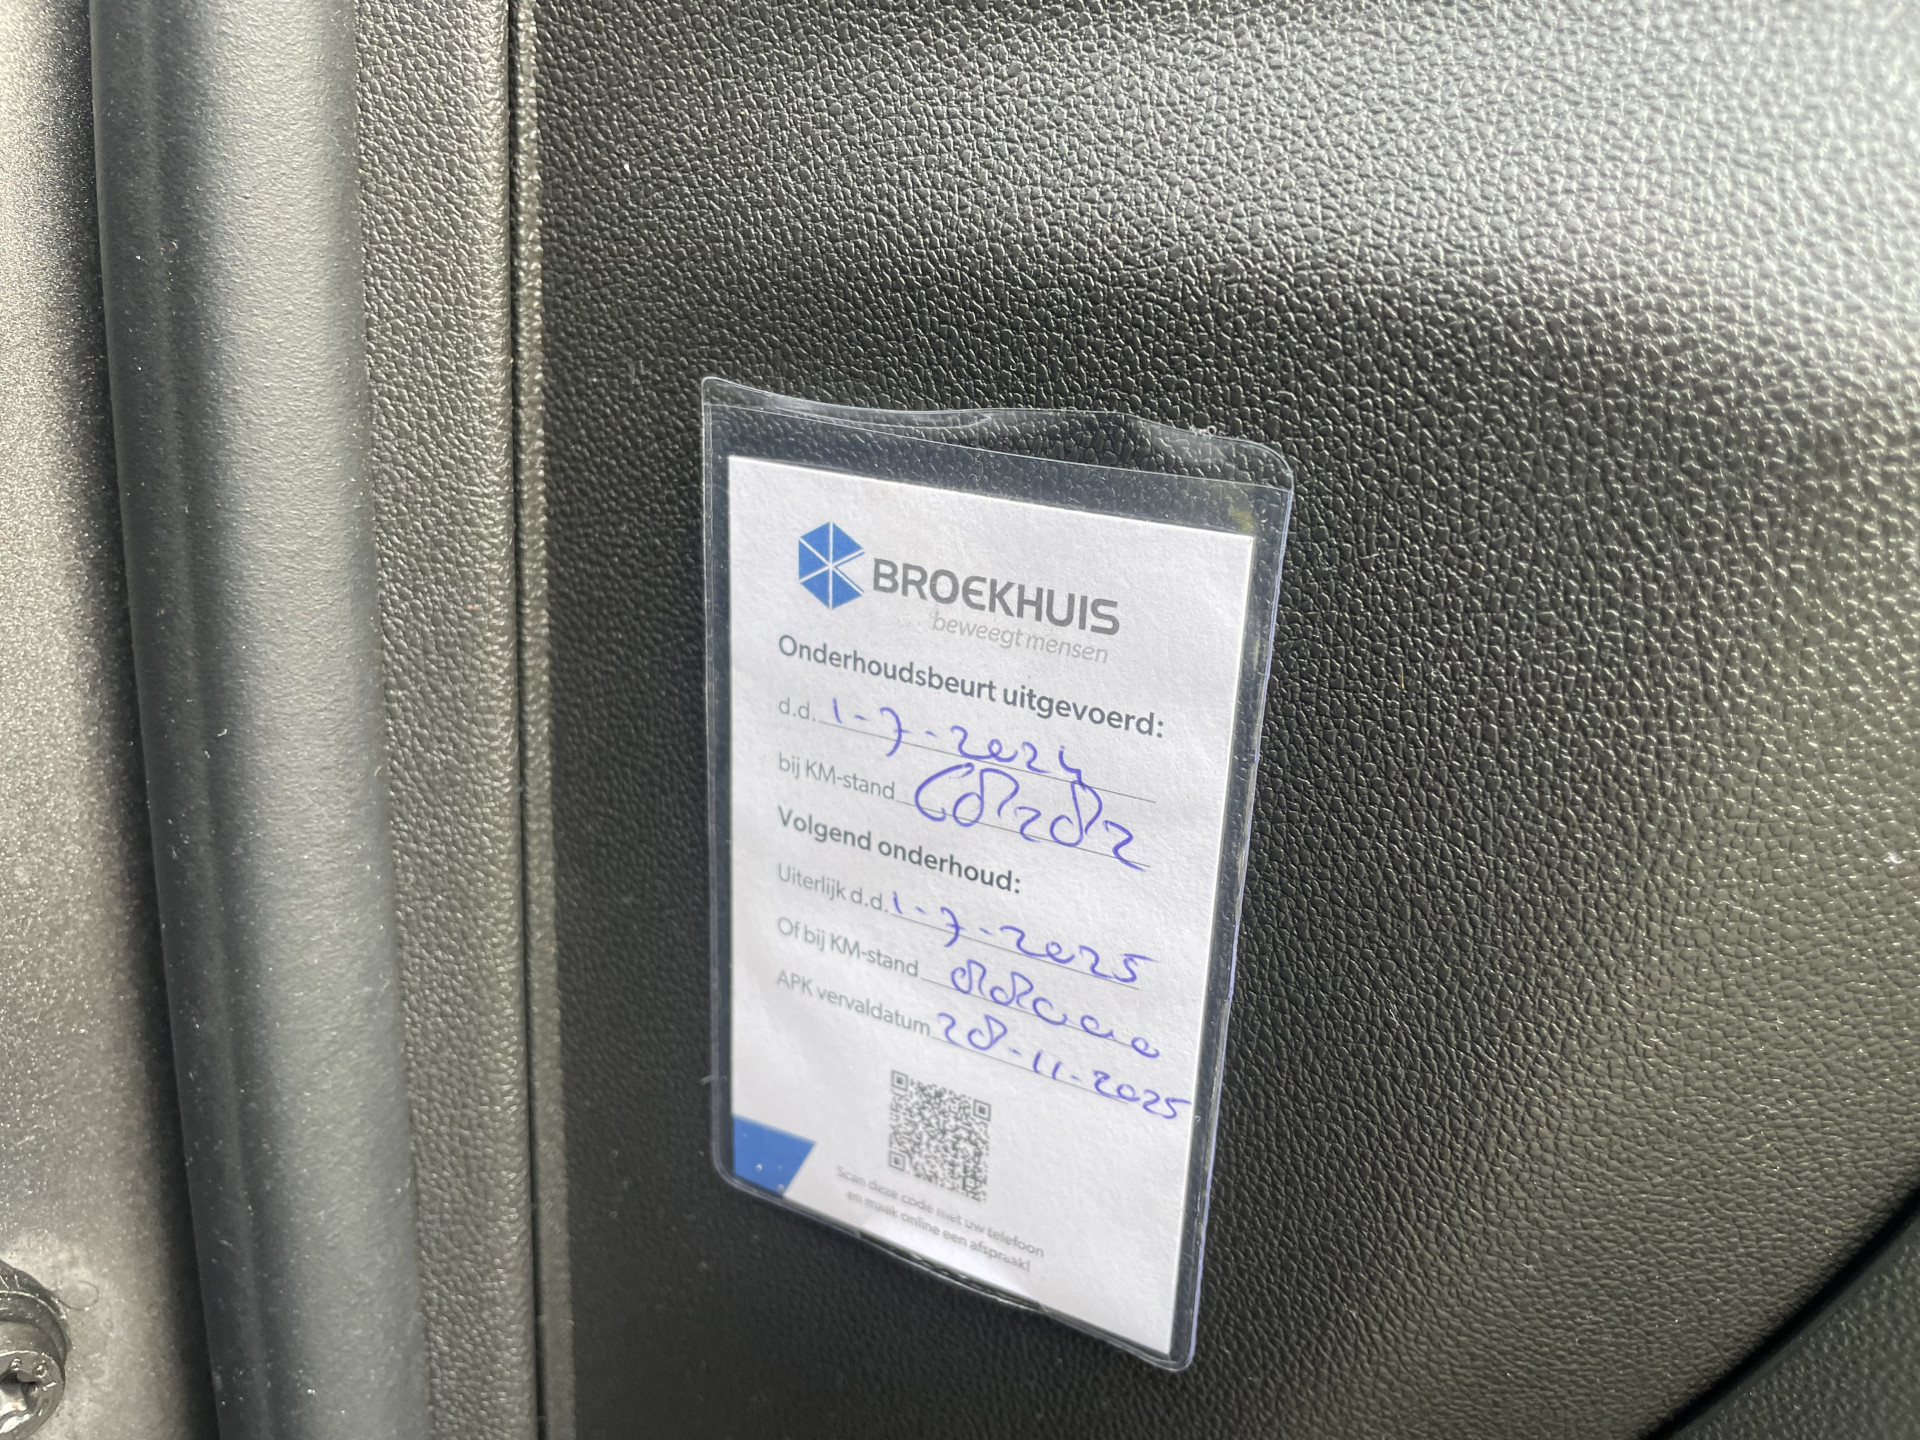 BROEKHUIS
beweegt mensen
Onderhoudsbeurt uitgevoerd:
d.d. 1-7-2024
bij KM-stand 68282
Volgend onderhoud:
Uiterlijk d.d. 1-7-2025
Of bij KM-stand 88000
APK vervaldatum 28-11-2025
Scan deze code met uw telefoon
en maak online een afspraak!